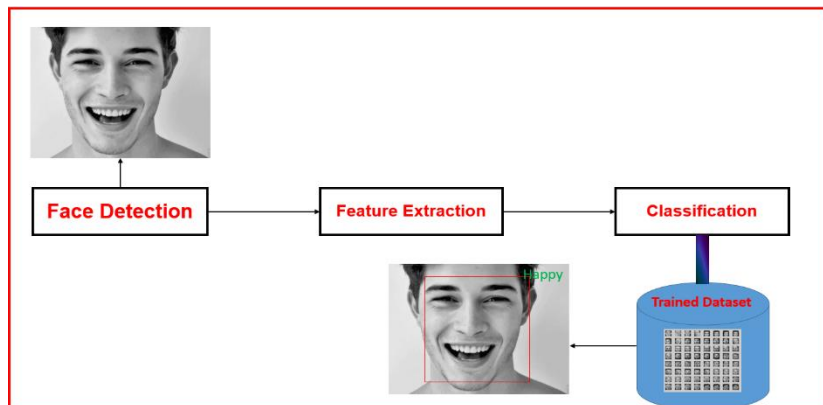 Face Detection
Feature Extraction
Classification
Happy
Trained Dataset